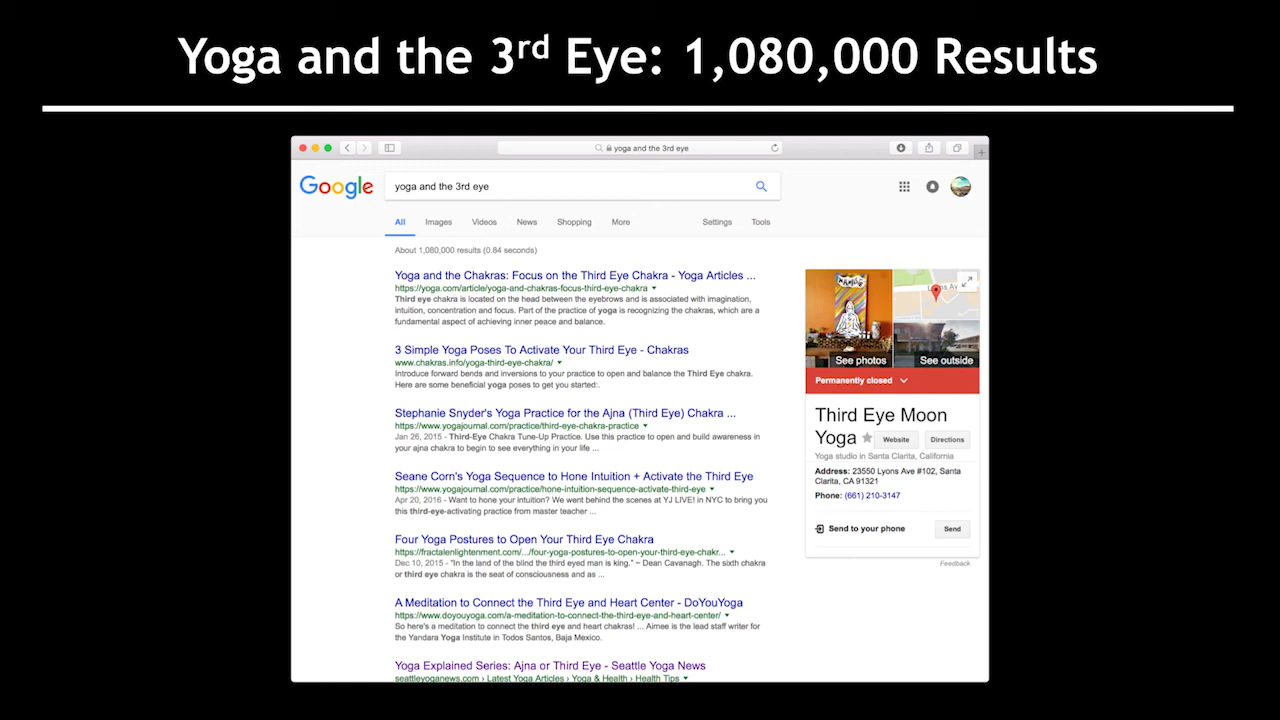 Yoga and the 3rd Eye: 1,080,000 Results
yoga and the 3rd eye
Google
yoga and the 3rd eye
All Images Videos News Shopping More Settings Tools
About 1,080,000 results (0.84 seconds)
Yoga and the Chakras: Focus on the Third Eye Chakra - Yoga Articles ...
https://yoga.com/article/yoga-and-chakras-focus-third-eye-chakra
Third eye chakra is located on the head between the eyebrows and is associated with imagination,
intuition, concentration and focus. Part of the practice of yoga is recognizing the chakras, which are a
fundamental aspect of achieving inner peace and balance.
3 Simple Yoga Poses To Activate Your Third Eye - Chakras
www.chakras.info/yoga-third-eye-chakra/
Introduce forward bends and inversions to your practice to open and balance the Third Eye chakra.
Here are some beneficial yoga poses to get you started:.
Stephanie Snyder's Yoga Practice for the Ajna (Third Eye) Chakra ...
https://www.yogajournal.com/practice/third-eye-chakra-practice
Jan 26, 2015 - Third-Eye Chakra Tune-Up Practice. Use this practice to open and build awareness in
your ajna chakra to begin to see everything in your life ...
Seane Corn's Yoga Sequence to Hone Intuition + Activate the Third Eye
https://www.yogajournal.com/practice/hone-intuition-sequence-activate-third-eye
Apr 20, 2016 - Want to hone your intuition? We went behind the scenes at YJ LIVE! in NYC to bring you
this third-eye-activating practice from master teacher ...
Four Yoga Postures to Open Your Third Eye Chakra
https://fractalenlightenment.com/.../four-yoga-postures-to-open-your-third-eye-chakr...
Dec 10, 2015 - "In the land of the blind the third eyed man is king." ~ Dean Cavanagh. The sixth chakra
or third eye chakra is the seat of consciousness and as ...
A Meditation to Connect the Third Eye and Heart Center - DoYouYoga
https://www.doyouyoga.com/a-meditation-to-connect-the-third-eye-and-heart-center/
So here's a meditation to connect the third eye and heart chakras! ... Aimee is the lead staff writer for
the Yandara Yoga Institute in Todos Santos, Baja Mexico.
Yoga Explained Series: Ajna or Third Eye - Seattle Yoga News
seattleyoganews.com › Latest Yoga Articles › Yoga & Health › Health Tips
See photos
See outside
Permanently closed
Third Eye Moon
Yoga Website Directions
Yoga studio in Santa Clarita, California
Address: 23550 Lyons Ave #102, Santa
Clarita, CA 91321
Phone: (661) 210-3147
Send to your phone Send
Feedback